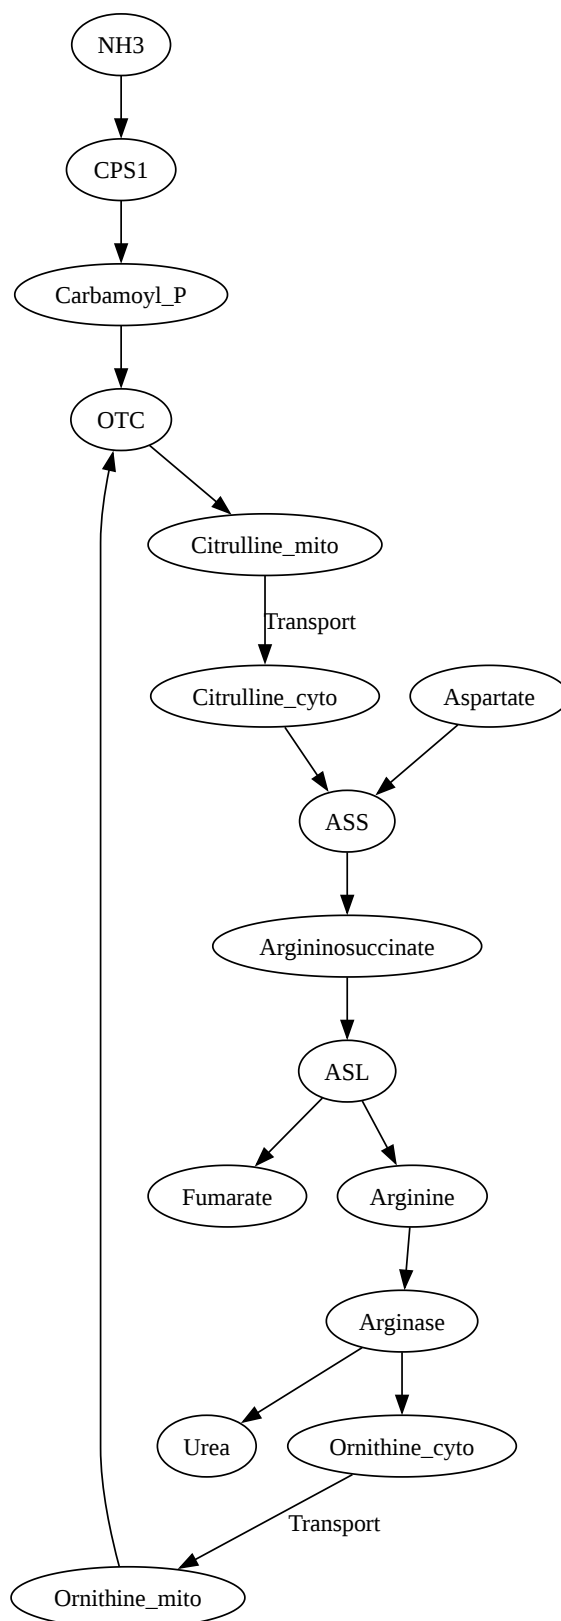 NH3
CPS1
Carbamoyl_P
OTC
Citrulline_mito
Transport
Citrulline_cyto
Aspartate
ASS
Argininosuccinate
ASL
Fumarate
Arginine
Arginase
Urea
Ornithine_cyto
Transport
Ornithine_mito